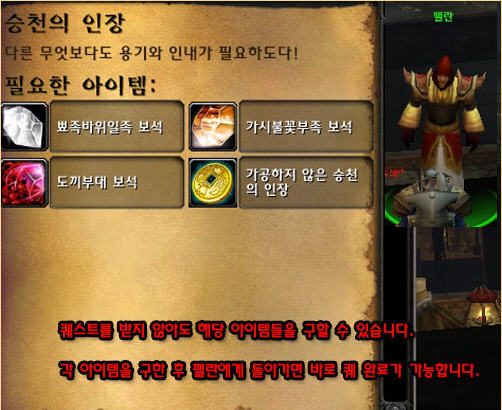 승천의 인장
다른 무엇보다도 용기와 인내가 필요하도다!
필요한 아이템:
뾰족바위일족 보석
가시불꽃부족 보석
도끼부대 보석
가공하지 않은 승천
의 인장
퀘스트를 받지 않아도 해당 아이템들을 구할 수 있습니다.
각 아이템을 구한 후 팰린에게 돌아가면 바로 퀘 완료가 가능합니다.